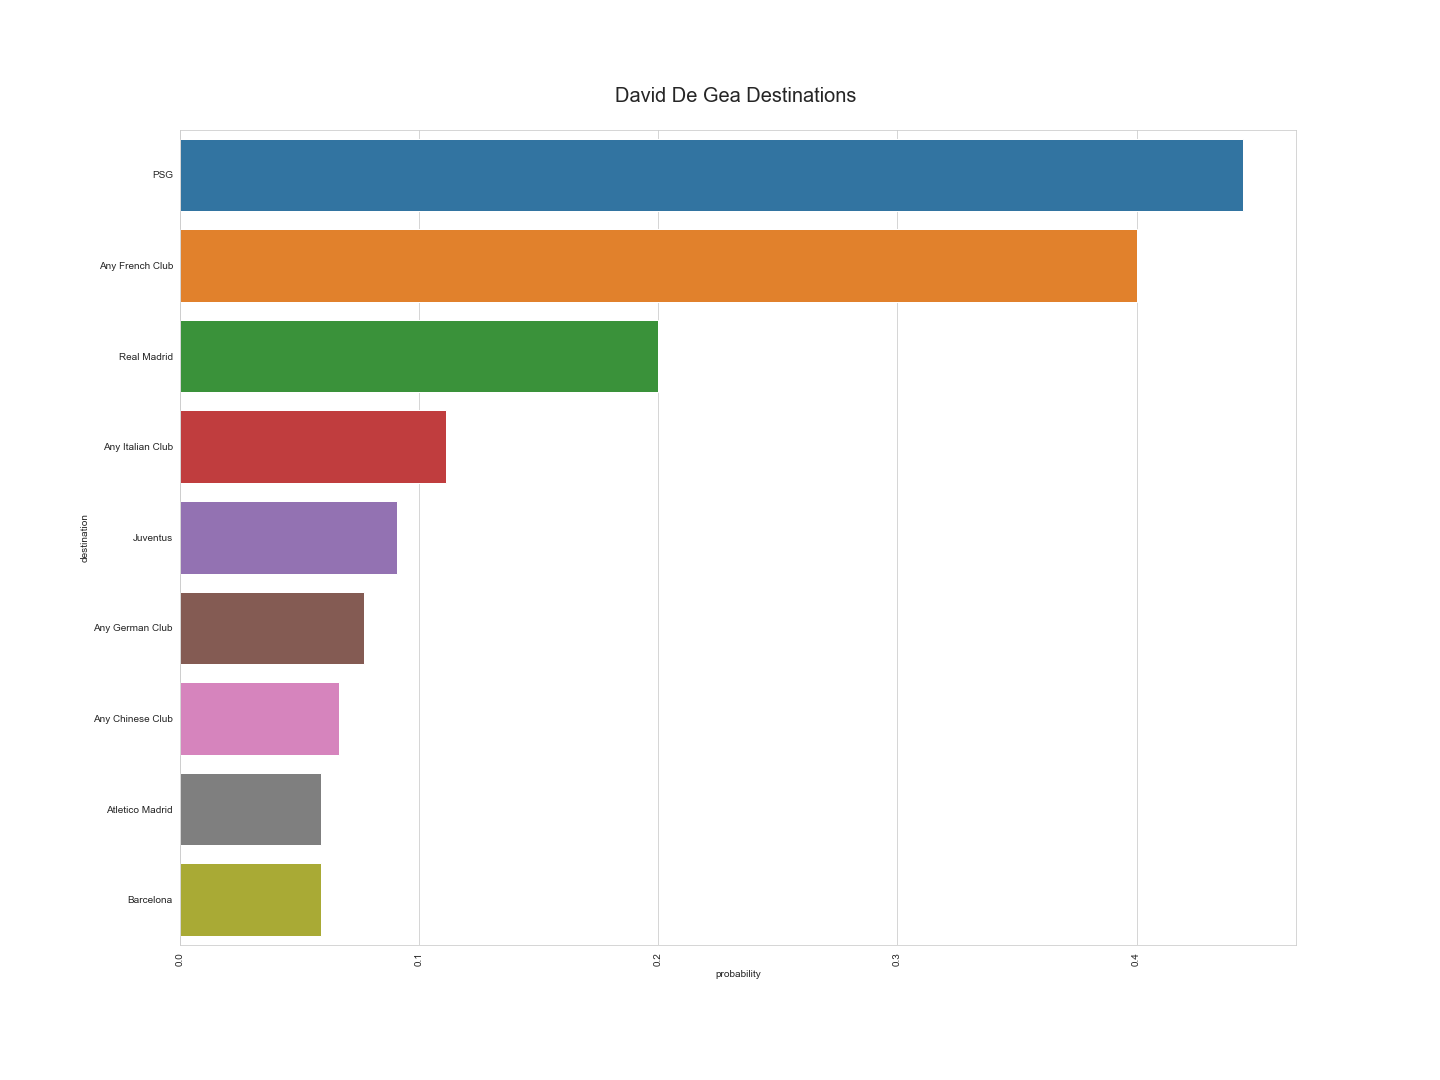 David De Gea Destinations
PSG
Any French Club
Real Madrid
Any Italian Club
Juventus
Any German Club
Any Chinese Club
Atletico Madrid
Barcelona
destination
0.0
0.1
0.2
0.3
0.4
probability